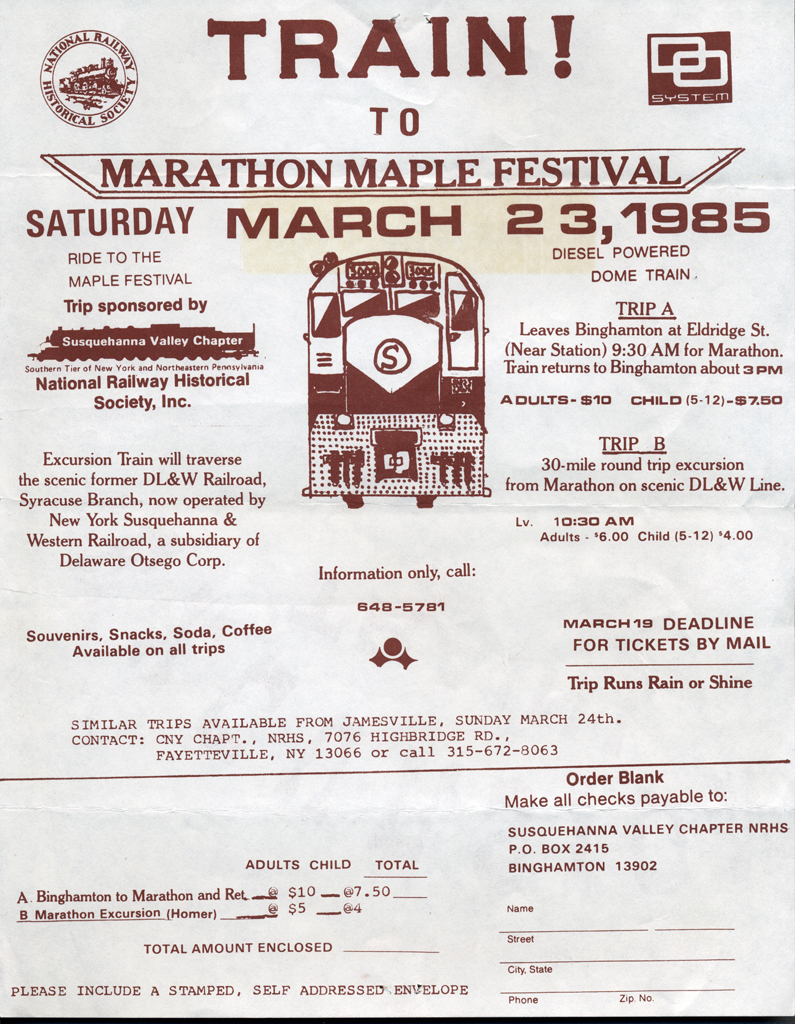 NATIONAL RAILWAY HISTORICAL SOCIETY
TRAIN!
DO SYSTEM
TO
MARATHON MAPLE FESTIVAL
SATURDAY MARCH 23, 1985
RIDE TO THE
MAPLE FESTIVAL
Trip sponsored by
Susquehanna Valley Chapter
Southern Tier of New York and Northeastern Pennsylvania
National Railway Historical
Society, Inc.
Excursion Train will traverse
the scenic former DL&W Railroad,
Syracuse Branch, now operated by
New York Susquehanna &
Western Railroad, a subsidiary of
Delaware Otsego Corp.
Souvenirs, Snacks, Soda, Coffee
Available on all trips
3000 3000
S
DO
Information only, call:
648-5781
DIESEL POWERED
DOME TRAIN
TRIP A
Leaves Binghamton at Eldridge St.
(Near Station) 9:30 AM for Marathon.
Train returns to Binghamton about 3 PM
ADULTS - $10 CHILD (5-12) - $7.50
TRIP B
30-mile round trip excursion
from Marathon on scenic DL&W Line.
Lv. 10:30 AM
Adults - $6.00 Child (5-12) $4.00
MARCH 19 DEADLINE
FOR TICKETS BY MAIL
Trip Runs Rain or Shine
SIMILAR TRIPS AVAILABLE FROM JAMESVILLE, SUNDAY MARCH 24th.
CONTACT: CNY CHAPT., NRHS, 7076 HIGHBRIDGE RD.,
FAYETTEVILLE, NY 13066 or call 315-672-8063
Order Blank
Make all checks payable to:
SUSQUEHANNA VALLEY CHAPTER NRHS
P.O. BOX 2415
BINGHAMTON 13902
ADULTS CHILD TOTAL
A. Binghamton to Marathon and Ret. __@ $10 __@7.50____
B Marathon Excursion (Homer) ______@ $5 __@4
TOTAL AMOUNT ENCLOSED __________
PLEASE INCLUDE A STAMPED, SELF ADDRESSED ENVELOPE
Name
Street
City, State
Phone Zip. No.